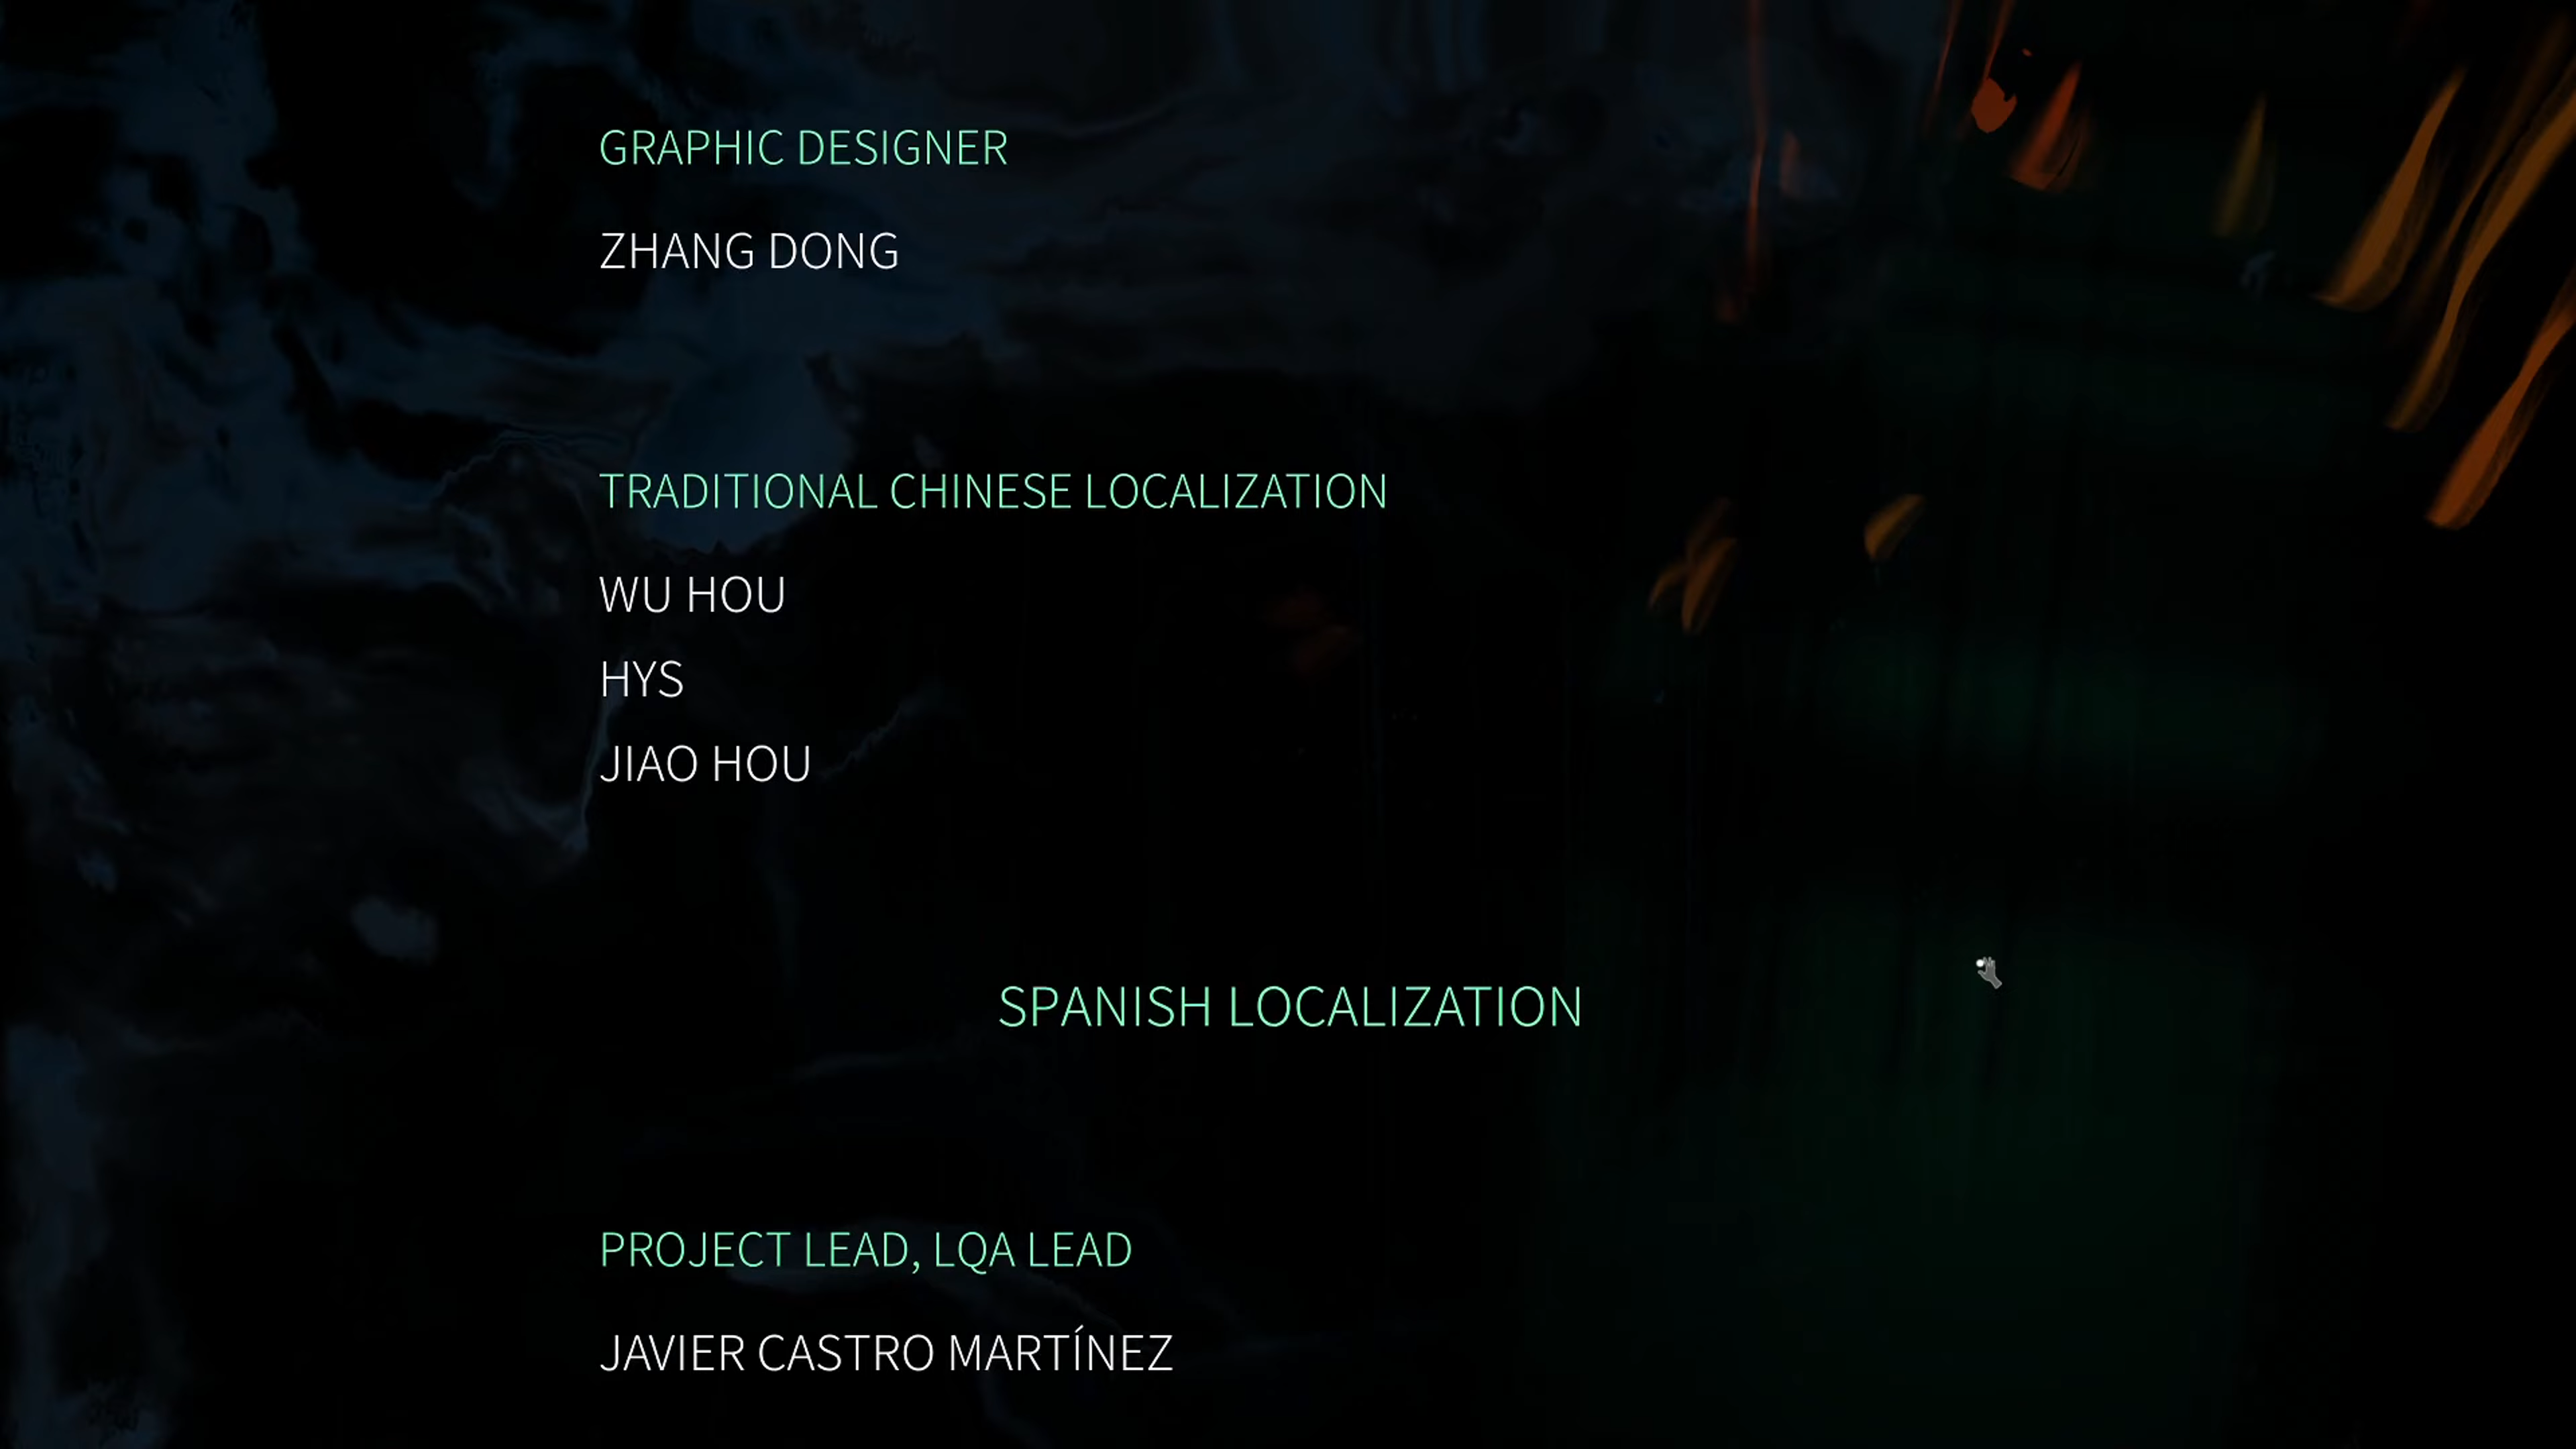 GRAPHIC DESIGNER
ZHANG DONG
TRADITIONAL CHINESE LOCALIZATION
WU HOU
HYS
JIAO HOU
SPANISH LOCALIZATION
PROJECT LEAD, LQA LEAD
JAVIER CASTRO MARTÍNEZ